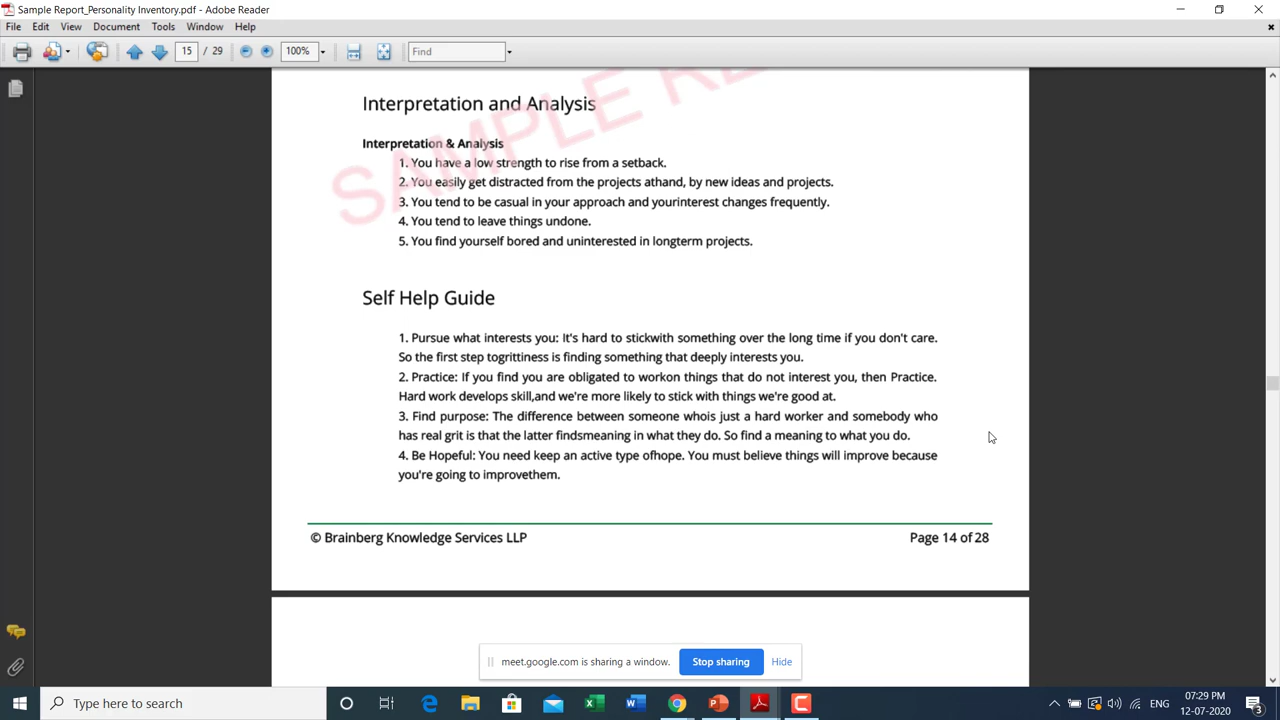 Sample Report_Personality Inventory.pdf - Adobe Reader
File Edit View Document Tools Window Help
15 / 29 100% Find
SAMPLE RE
Interpretation and Analysis
Interpretation & Analysis
1. You have a low strength to rise from a setback.
2. You easily get distracted from the projects athand, by new ideas and projects.
3. You tend to be casual in your approach and yourinterest changes frequently.
4. You tend to leave things undone.
5. You find yourself bored and uninterested in longterm projects.
Self Help Guide
1. Pursue what interests you: It's hard to stickwith something over the long time if you don't care.
So the first step togrittiness is finding something that deeply interests you.
2. Practice: If you find you are obligated to workon things that do not interest you, then Practice.
Hard work develops skill,and we're more likely to stick with things we're good at.
3. Find purpose: The difference between someone whois just a hard worker and somebody who
has real grit is that the latter findsmeaning in what they do. So find a meaning to what you do.
4. Be Hopeful: You need keep an active type ofhope. You must believe things will improve because
you're going to improvethem.
© Brainberg Knowledge Services LLP Page 14 of 28
meet.google.com is sharing a window. Stop sharing Hide
Type here to search
ENG
07:29 PM
12-07-2020
3